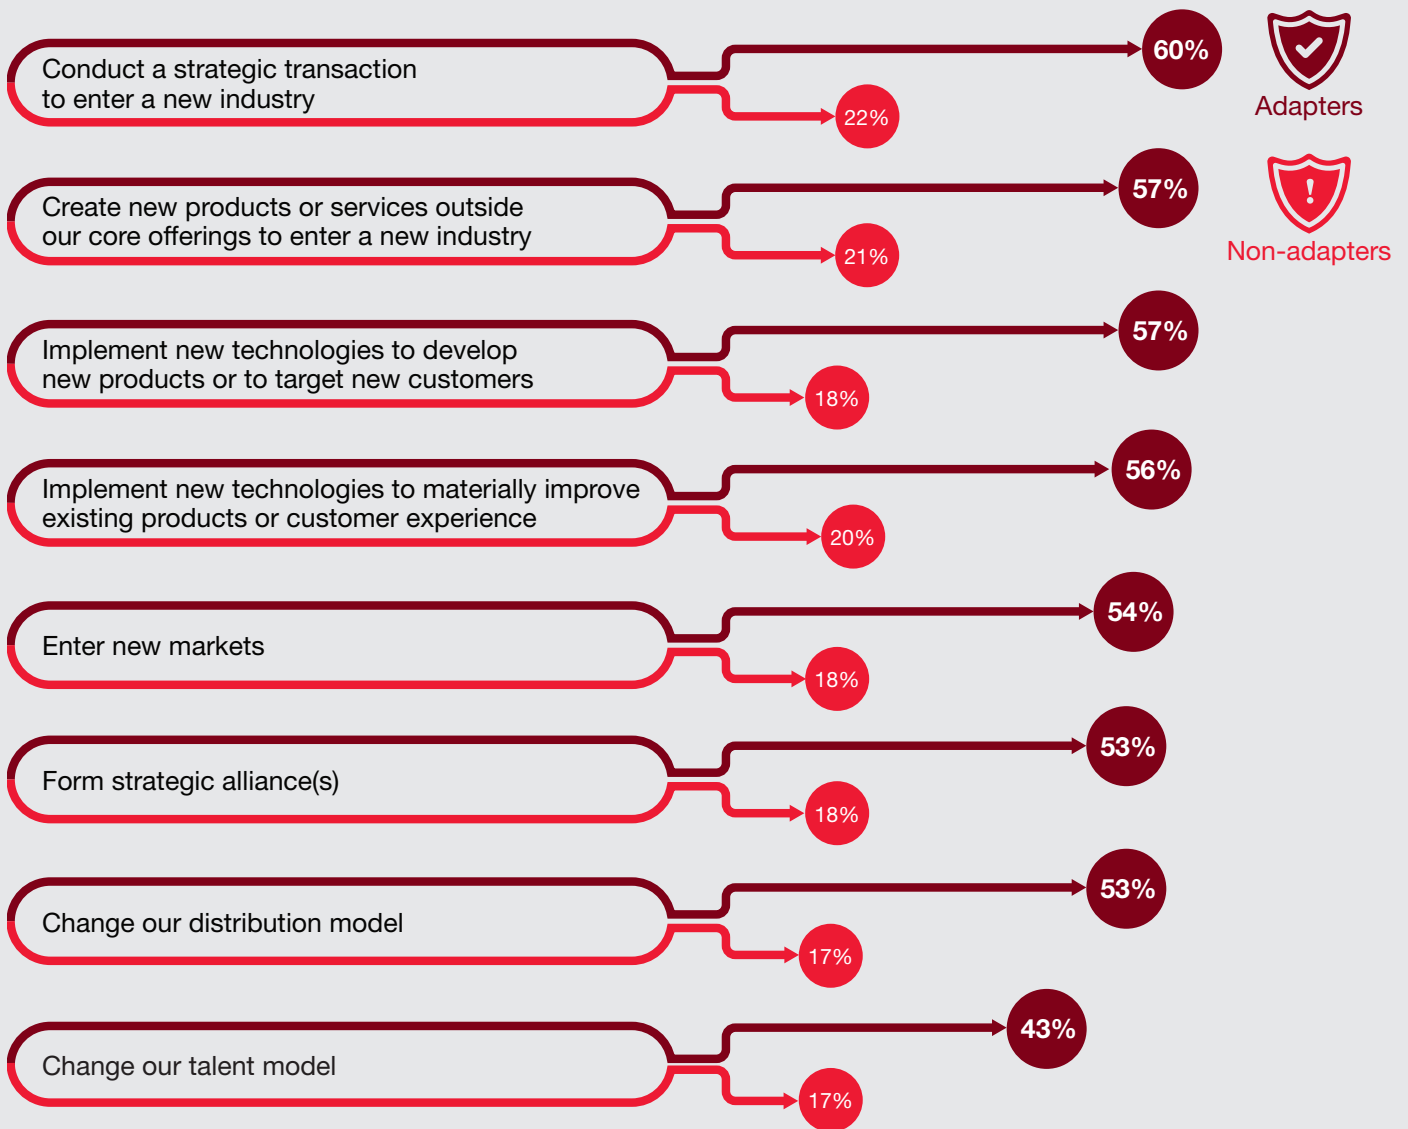 Conduct a strategic transaction
to enter a new industry
60%
22%
Adapters
Create new products or services outside
our core offerings to enter a new industry
57%
21%
!
Non-adapters
Implement new technologies to develop
new products or to target new customers
57%
18%
Implement new technologies to materially improve
existing products or customer experience
56%
20%
Enter new markets
54%
18%
Form strategic alliance(s)
53%
18%
Change our distribution model
53%
17%
Change our talent model
43%
17%